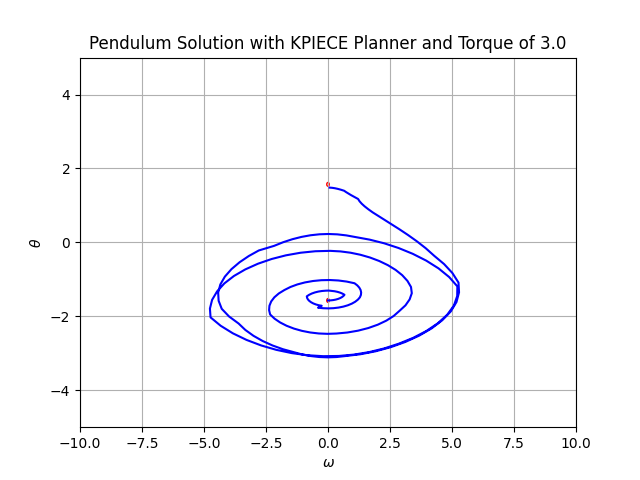 Pendulum Solution with KPIECE Planner and Torque of 3.0
4
2
0
−2
−4
θ
−10.0 −7.5 −5.0 −2.5 0.0 2.5 5.0 7.5 10.0
ω